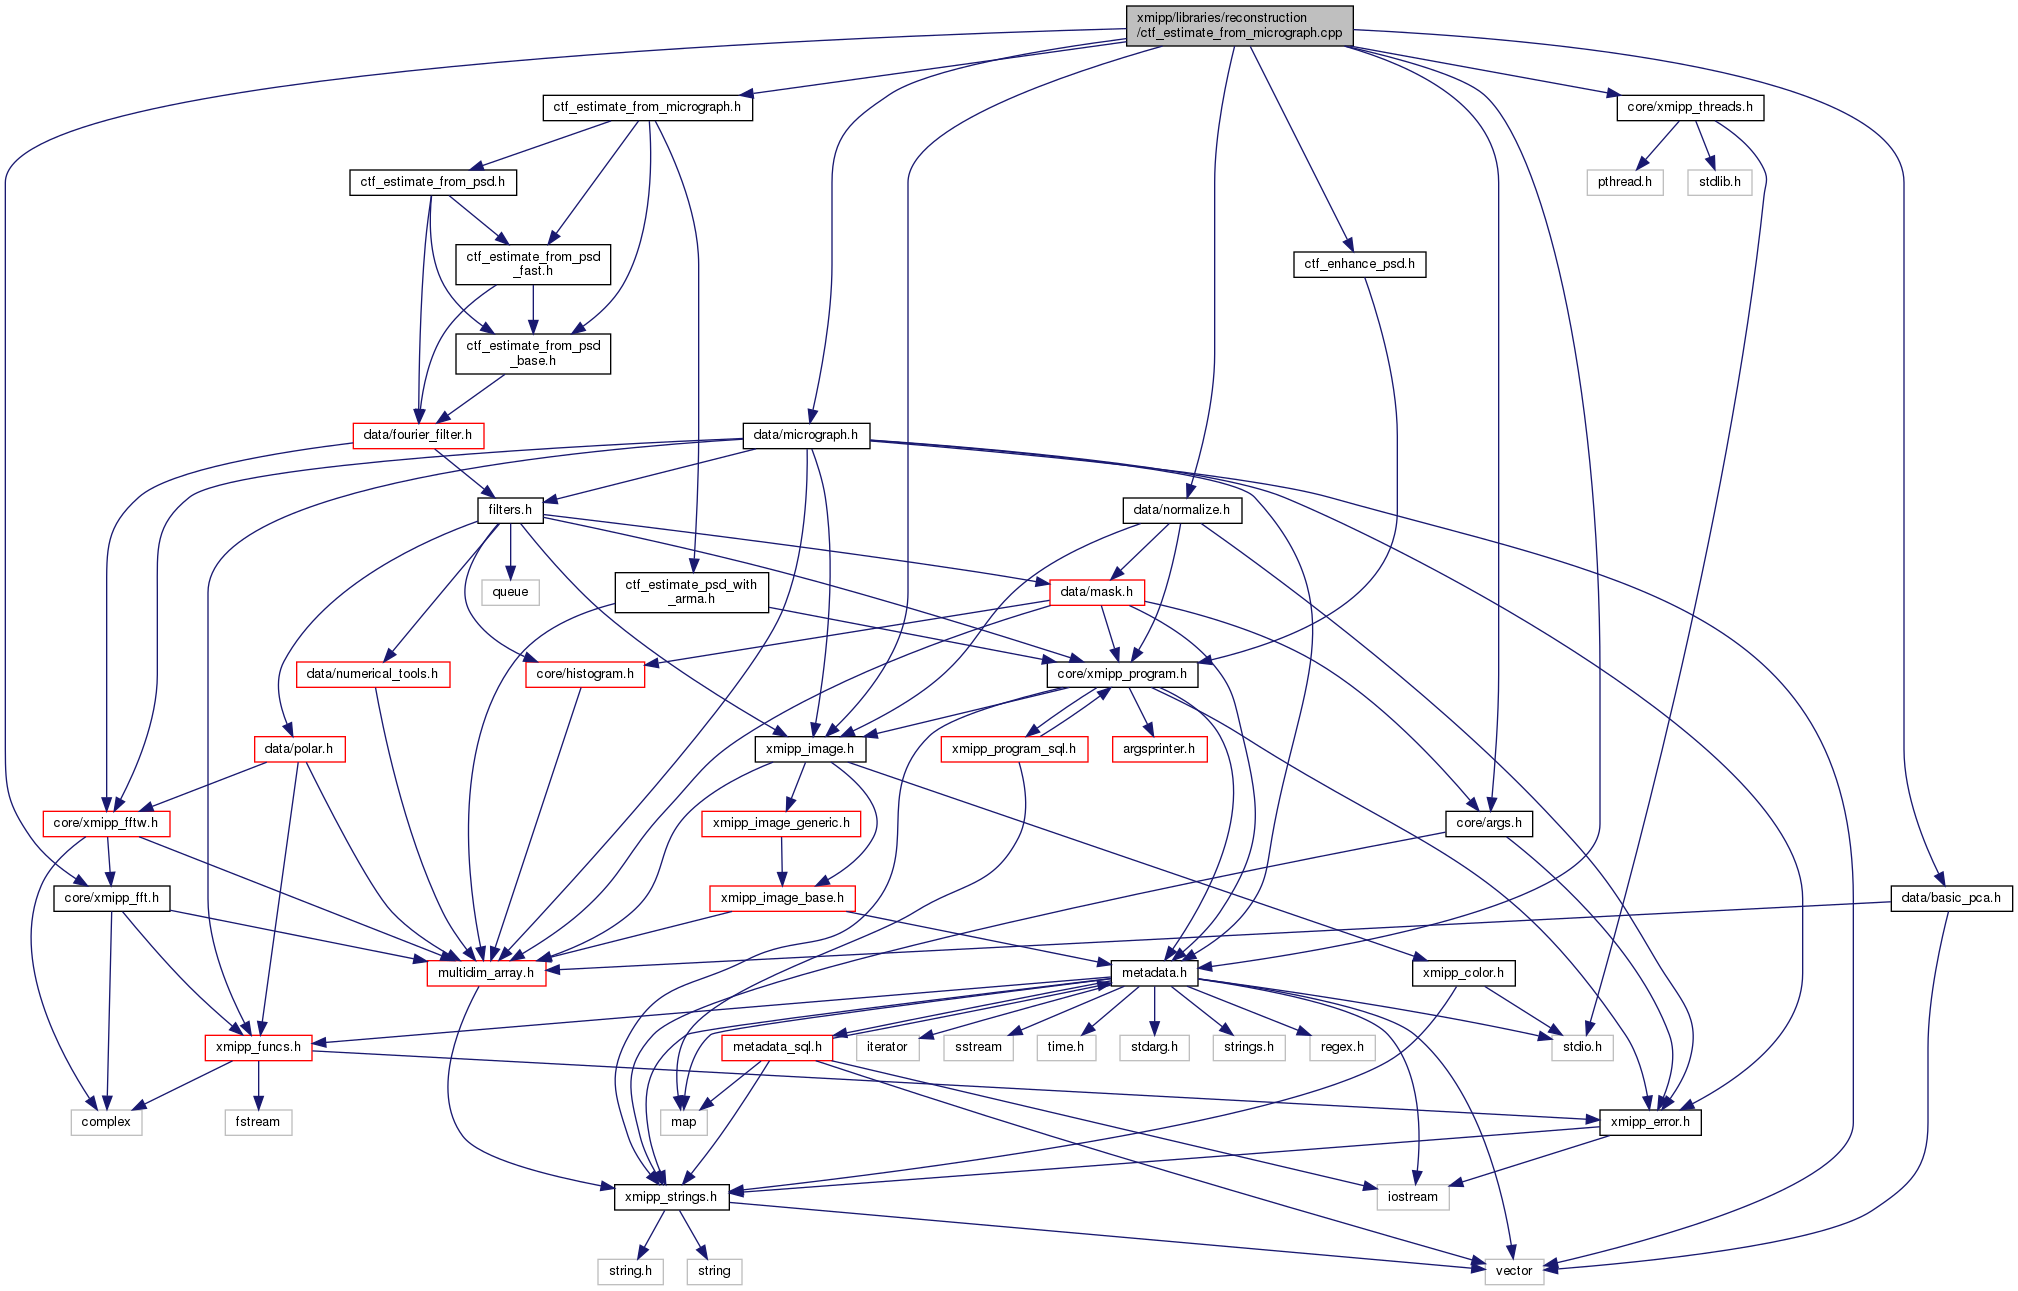 xmipp/libraries/reconstruction
/ctf_estimate_from_micrograph.cpp
ctf_estimate_from_micrograph.h
core/xmipp_threads.h
ctf_estimate_from_psd.h
pthread.h
stdlib.h
ctf_estimate_from_psd
_fast.h
ctf_enhance_psd.h
ctf_estimate_from_psd
_base.h
data/fourier_filter.h
data/micrograph.h
filters.h
data/normalize.h
queue
ctf_estimate_psd_with
_arma.h
data/mask.h
data/numerical_tools.h
core/histogram.h
core/xmipp_program.h
data/polar.h
xmipp_image.h
xmipp_program_sql.h
argsprinter.h
core/xmipp_fftw.h
xmipp_image_generic.h
core/args.h
core/xmipp_fft.h
xmipp_image_base.h
data/basic_pca.h
multidim_array.h
metadata.h
xmipp_color.h
xmipp_funcs.h
metadata_sql.h
iterator
sstream
time.h
stdarg.h
strings.h
regex.h
stdio.h
complex
fstream
map
xmipp_error.h
xmipp_strings.h
iostream
string.h
string
vector